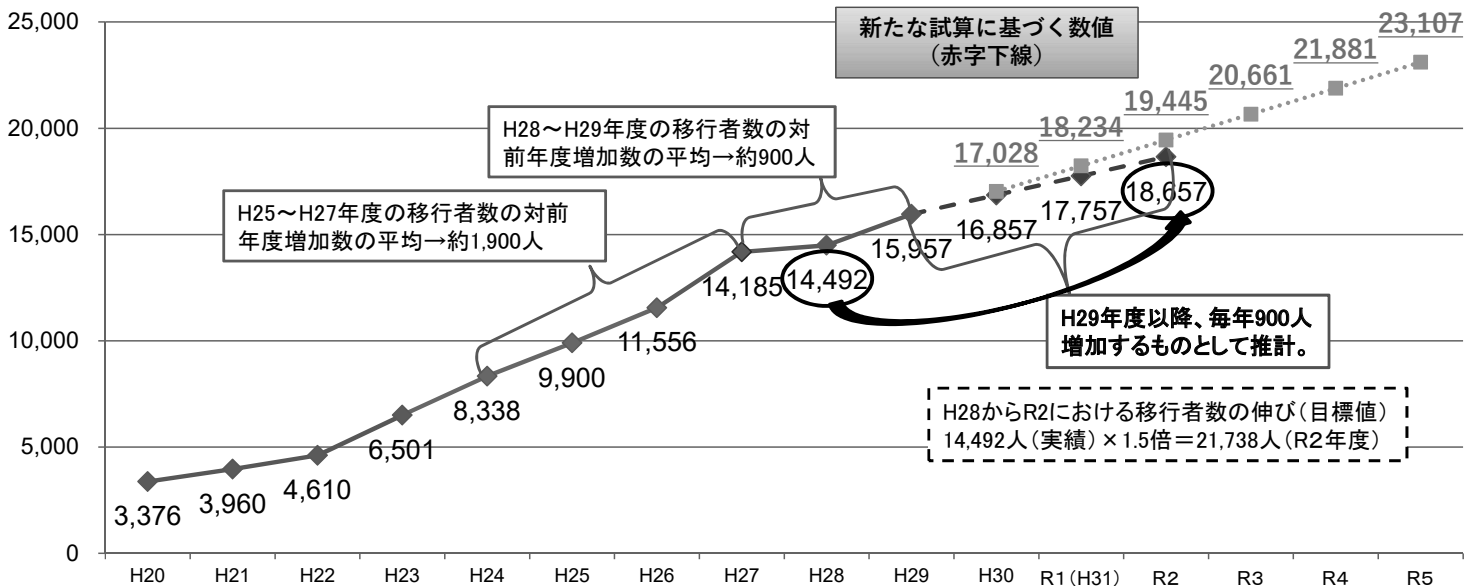 25,000
20,000
15,000
10,000
5,000
0
新たな試算に基づく数値
（赤字下線）
H28～H29年度の移行者数の対
前年度増加数の平均→約900人
H25～H27年度の移行者数の対前
年度増加数の平均→約1,900人
3,376
3,960
4,610
6,501
8,338
9,900
11,556
14,185
14,492
15,957
16,857
17,757
18,657
17,028
18,234
19,445
20,661
21,881
23,107
H29年度以降、毎年900人
増加するものとして推計。
H28からR2における移行者数の伸び（目標値）
14,492人（実績）×1.5倍＝21,738人（R2年度）
H20
H21
H22
H23
H24
H25
H26
H27
H28
H29
H30
R1（H31）
R2
R3
R4
R5